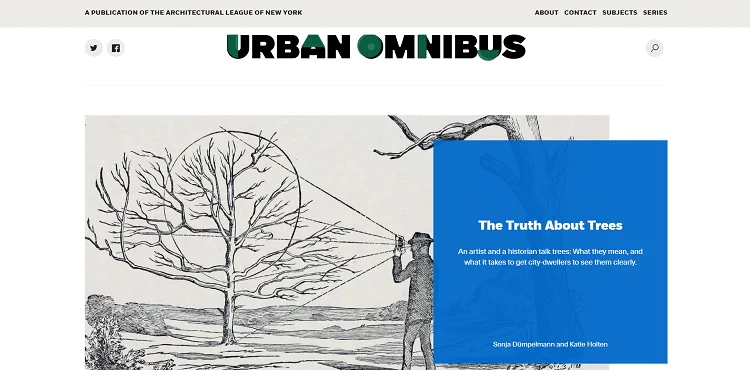 A PUBLICATION OF THE ARCHITECTURAL LEAGUE OF NEW YORK
ABOUT CONTACT SUBJECTS SERIES
URBAN OMNIBUS
The Truth About Trees
An artist and a historian talk trees: What they mean, and
what it takes to get city-dwellers to see them clearly.
Sonja Dümpelmann and Katie Holten